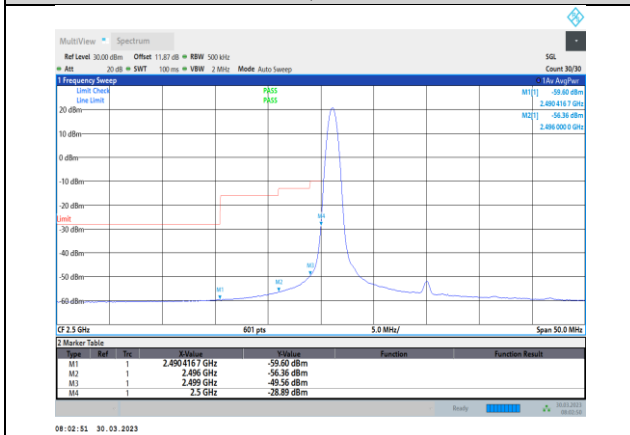 MultiView Spectrum
Ref Level 30.00 dBm Offset 11.87 dB RBW 500 kHz SGL
Att 20 dB SWT 100 ms VBW 2 MHz Mode Auto Sweep Count 30/30
1 Frequency Sweep 1Av AvgPwr
Limit Check PASS M1[1] -59.60 dBm
Line Limit PASS 2.490 416 7 GHz
M2[1] -56.36 dBm
20 dBm 2.496 000 0 GHz
10 dBm
0 dBm
-10 dBm
-20 dBm
Limit M4
-30 dBm
-40 dBm
M3
-50 dBm
M1 M2
-60 dBm
CF 2.5 GHz 601 pts 5.0 MHz/ Span 50.0 MHz
2 Marker Table
Type Ref Trc X-Value Y-Value Function Function Result
M1 1 2.4904167 GHz -59.60 dBm
M2 1 2.496 GHz -56.36 dBm
M3 1 2.499 GHz -49.56 dBm
M4 1 2.5 GHz -28.89 dBm
Ready 30.03.2023
08:02:50
08:02:51 30.03.2023